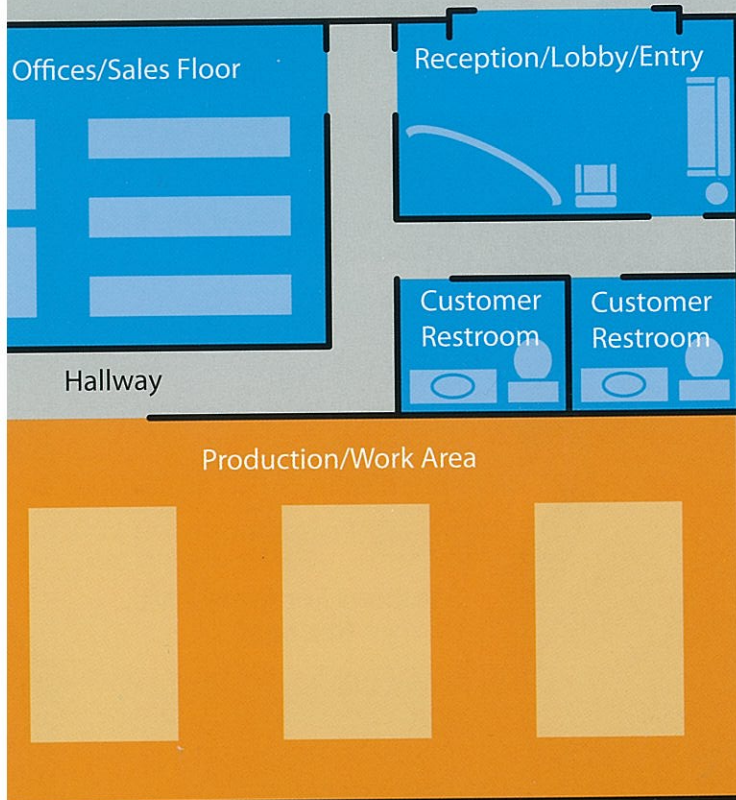 Offices/Sales Floor
Reception/Lobby/Entry
Customer
Restroom
Customer
Restroom
Hallway
Production/Work Area